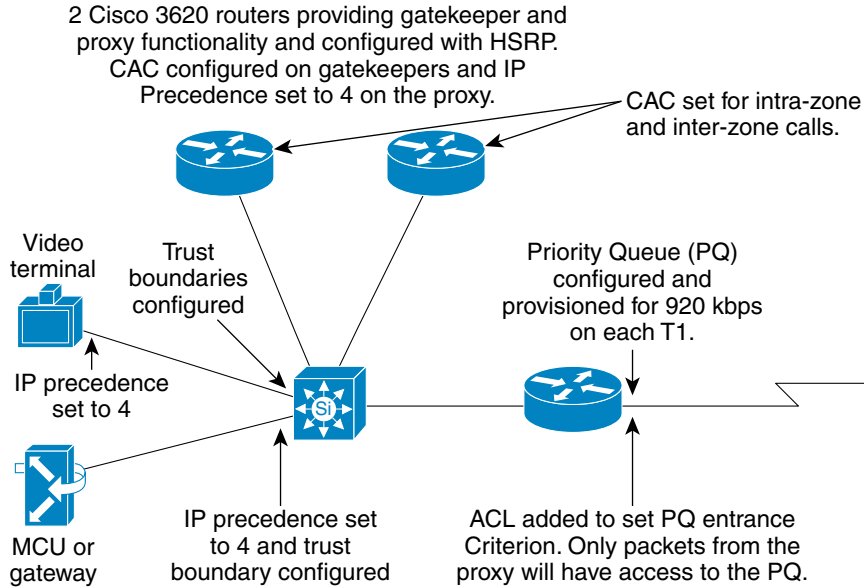 2 Cisco 3620 routers providing gatekeeper and
proxy functionality and configured with HSRP.
CAC configured on gatekeepers and IP
Precedence set to 4 on the proxy.
CAC set for intra-zone
and inter-zone calls.
Video
terminal
Trust
boundaries
configured
Priority Queue (PQ)
configured and
provisioned for 920 kbps
on each T1.
IP precedence
set to 4
Si
MCU or
gateway
IP precedence set
to 4 and trust
boundary configured
ACL added to set PQ entrance
Criterion. Only packets from the
proxy will have access to the PQ.